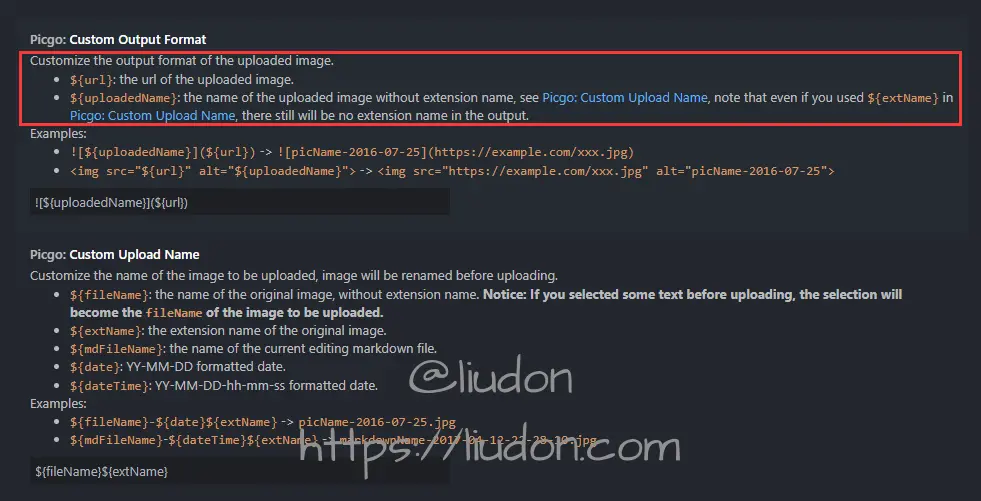 Picgo: Custom Output Format
Customize the output format of the uploaded image.
• ${url}: the url of the uploaded image.
• ${uploadedName}: the name of the uploaded image without extension name, see Picgo: Custom Upload Name, note that even if you used ${extName} in
Picgo: Custom Upload Name, there still will be no extension name in the output.
Examples:
• ![${uploadedName}](${url}) -> ![picName-2016-07-25](https://example.com/xxx.jpg)
• <img src="${url}" alt="${uploadedName}"> -> <img src="https://example.com/xxx.jpg" alt="picName-2016-07-25">
![${uploadedName}](${url})
Picgo: Custom Upload Name
Customize the name of the image to be uploaded, image will be renamed before uploading.
• ${fileName}: the name of the original image, without extension name. Notice: If you selected some text before uploading, the selection will
become the fileName of the image to be uploaded.
• ${extName}: the extension name of the original image.
• ${mdFileName}: the name of the current editing markdown file.
• ${date}: YY-MM-DD formatted date.
• ${dateTime}: YY-MM-DD-hh-mm-ss formatted date.
@liudon
Examples:
• ${fileName}-${date}${extName} -> picName-2016-07-25.jpg
• ${mdFileName}-${dateTime}${extName} -> markdownName-2017-04-12-22-28-10.jpg
https://liudon.com
${fileName}${extName}